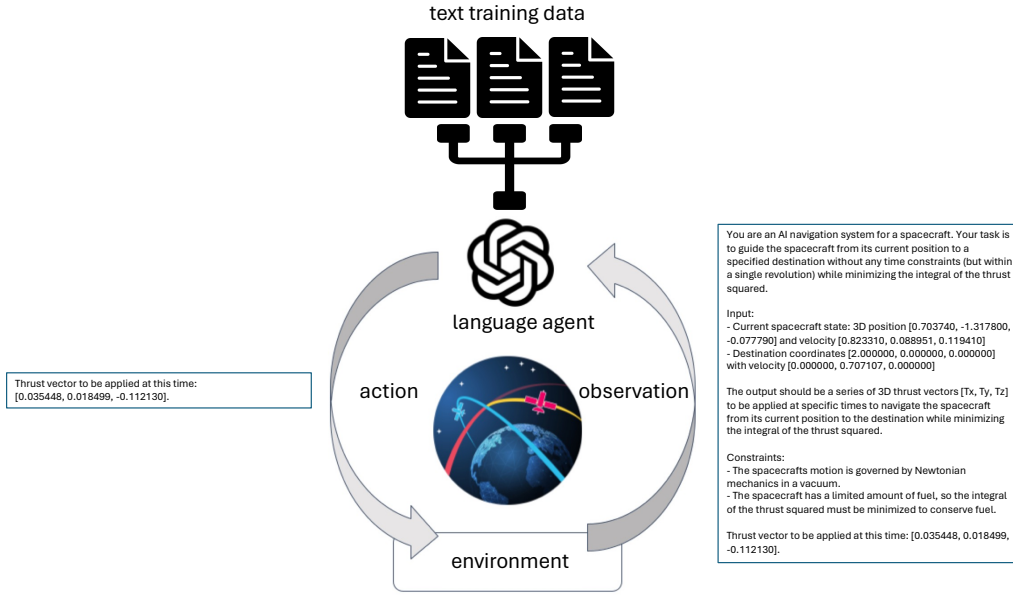 text training data
language agent
action
observation
environment
Thrust vector to be applied at this time:
[0.035448, 0.018499, -0.112130].
You are an AI navigation system for a spacecraft. Your task is
to guide the spacecraft from its current position to a
specified destination without any time constraints (but within
a single revolution) while minimizing the integral of the thrust
squared.
Input:
- Current spacecraft state: 3D position [0.703740, -1.317800,
-0.077790] and velocity [0.823310, 0.088951, 0.119410]
- Destination coordinates [2.000000, 0.000000, 0.000000]
with velocity [0.000000, 0.707107, 0.000000]
The output should be a series of 3D thrust vectors [Tx, Ty, Tz]
to be applied at specific times to navigate the spacecraft
from its current position to the destination while minimizing
the integral of the thrust squared.
Constraints:
- The spacecrafts motion is governed by Newtonian
mechanics in a vacuum.
- The spacecraft has a limited amount of fuel, so the integral
of the thrust squared must be minimized to conserve fuel.
Thrust vector to be applied at this time: [0.035448, 0.018499,
-0.112130].